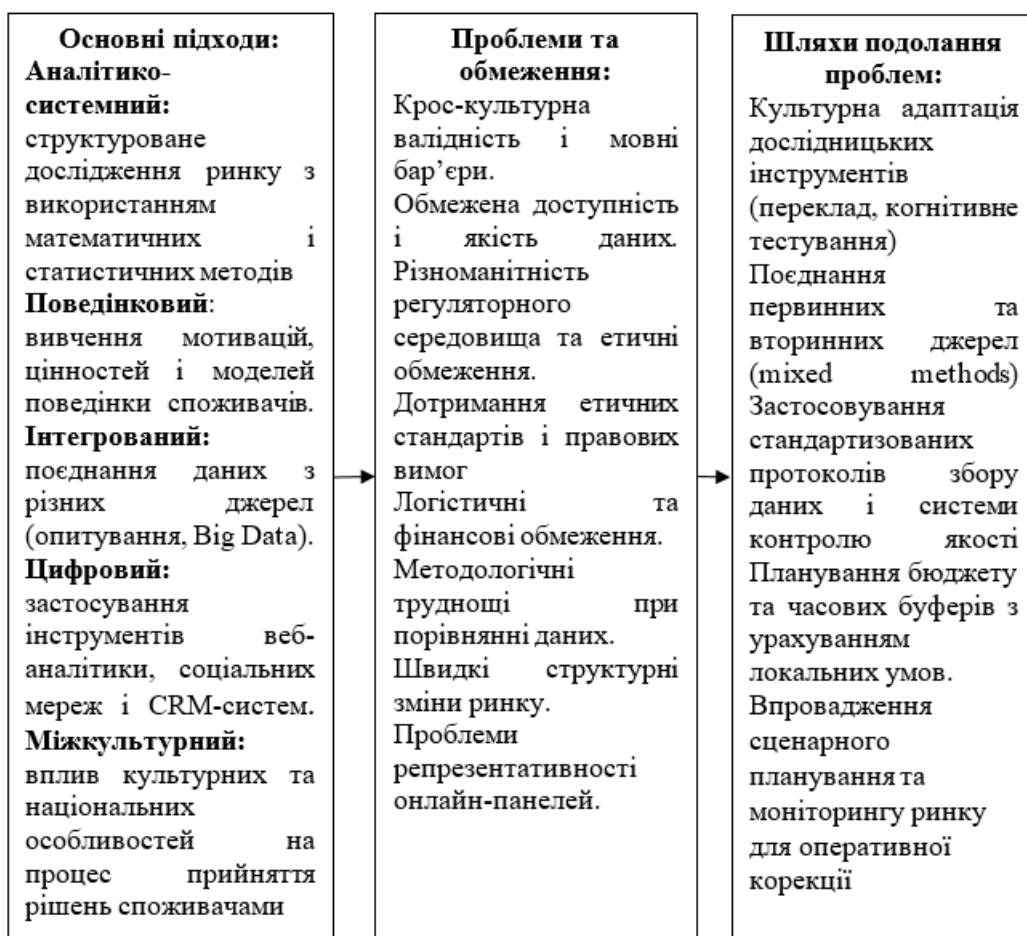 Основні підходи:
Аналітико-
системний:
структуроване
дослідження ринку з
використанням
математичних і
статистичних методів
Поведінковий:
вивчення мотивацій,
цінностей і моделей
поведінки споживачів.
Інтегрований:
поєднання даних з
різних джерел
(опитування, Big Data).
Цифровий:
застосування
інструментів веб-
аналітики, соціальних
мереж і CRM-систем.
Міжкультурний:
вплив культурних та
національних
особливостей на
процес прийняття
рішень споживачами
Проблеми та
обмеження:
Крос-культурна
валідність і мовні
бар’єри.
Обмежена доступність
і якість даних.
Різноманітність
регуляторного
середовища та етичні
обмеження.
Дотримання етичних
стандартів і правових
вимог
Логістичні та
фінансові обмеження.
Методологічні
труднощі при
порівнянні даних.
Швидкі структурні
зміни ринку.
Проблеми
репрезентативності
онлайн-панелей.
Шляхи подолання
проблем:
Культурна адаптація
дослідницьких
інструментів
(переклад, когнітивне
тестування)
Поєднання
первинних та
вторинних джерел
(mixed methods)
Застосовування
стандартизованих
протоколів збору
даних і системи
контролю якості
Планування бюджету
та часових буферів з
урахуванням
локальних умов.
Впровадження
сценарного
планування та
моніторингу ринку
для оперативної
корекції